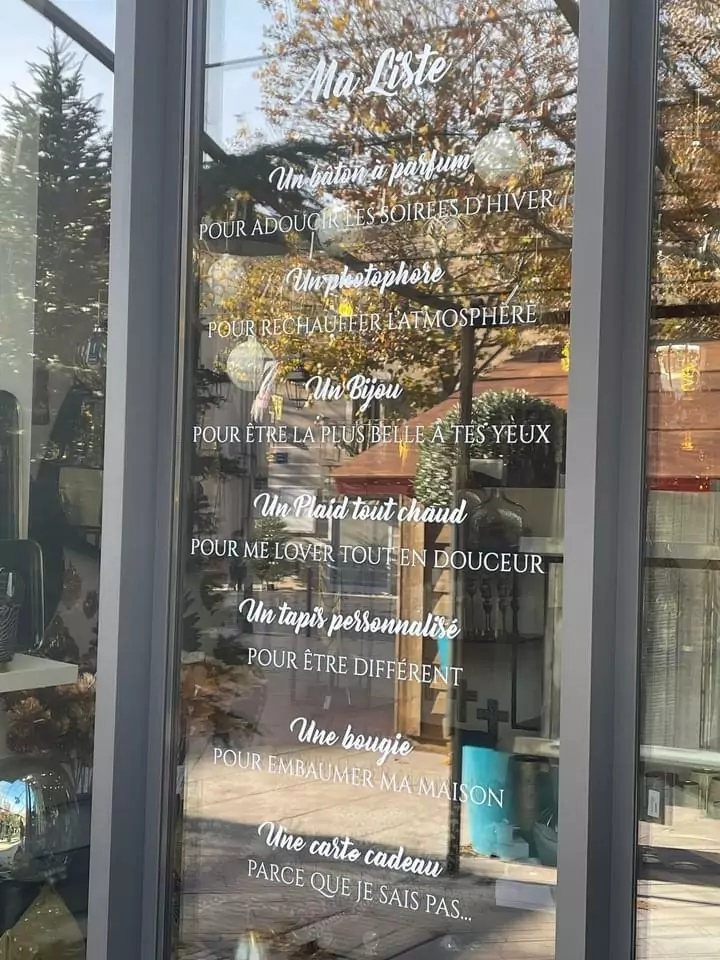 Ma Liste
Un bâton à parfum
POUR ADOUCIR LES SOIREES D'HIVER
Un photophore
POUR RECHAUFFER L'ATMOSPHÈRE
Un Bijou
POUR ÊTRE LA PLUS BELLE À TES YEUX
Un Plaid tout chaud
POUR ME LOVER TOUT EN DOUCEUR
Un tapis personnalisé
POUR ÊTRE DIFFÉRENT
Une bougie
POUR EMBAUMER MA MAISON
Une carte cadeau
PARCE QUE JE SAIS PAS...